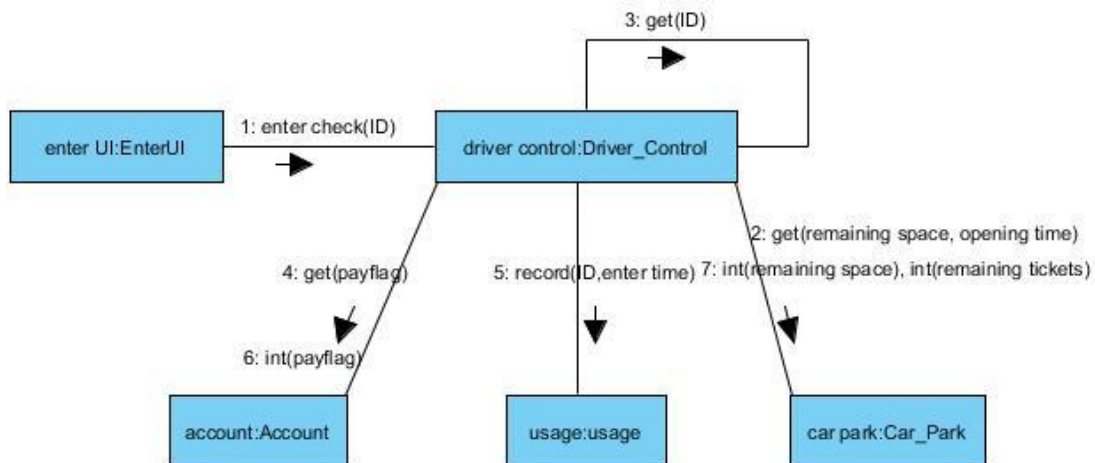 3: get(ID)
1: enter check(ID)
enter UI:EnterUI
driver control:Driver_Control
2: get(remaining space, opening time)
4: get(payflag)
5: record(ID,enter time)
7: int(remaining space), int(remaining tickets)
6: int(payflag)
account:Account
usage:usage
car park:Car_Park